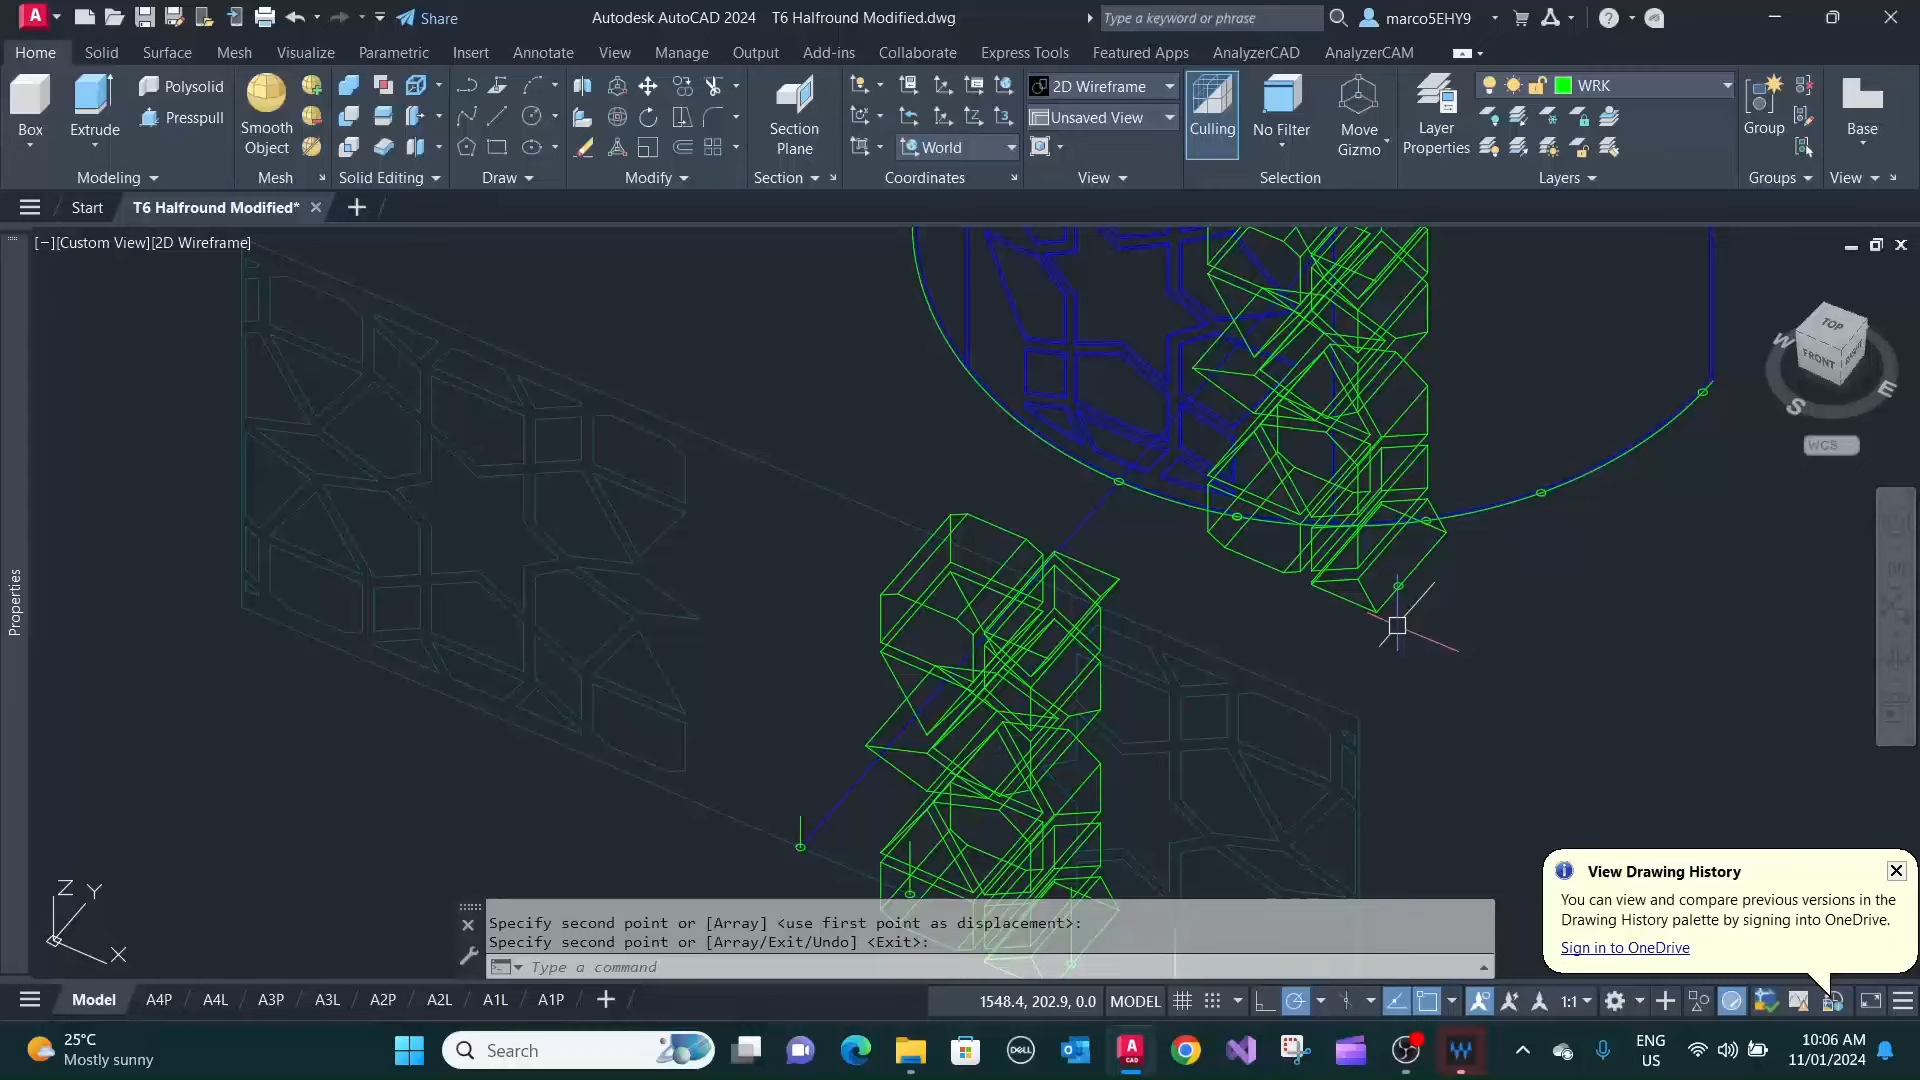 Share
Autodesk AutoCAD 2024 T6 Halfround Modified.dwg
Type a keyword or phrase
marco5EHY9
Home Solid Surface Mesh Visualize Parametric Insert Annotate View Manage Output Add-ins Collaborate Express Tools Featured Apps AnalyzerCAD AnalyzerCAM
Box
Extrude
Polysolid
Presspull
Smooth
Object
Section
Plane
World
2D Wireframe
Unsaved View
Culling
No Filter
Move
Gizmo
Layer
Properties
WRK
Group
Base
Modeling Mesh Solid Editing Draw Modify Section Coordinates View Selection Layers Groups View
Start T6 Halfround Modified*
[−][Custom View][2D Wireframe]
TOP
FRONT
W
S
E
WCS
Properties
Z
Y
X
Specify second point or [Array] <use first point as displacement>:
Specify second point or [Array/Exit/Undo] <Exit>:
Type a command
View Drawing History
You can view and compare previous versions in the
Drawing History palette by signing into OneDrive.
Sign in to OneDrive
Model A4P A4L A3P A3L A2P A2L A1L A1P
1548.4, 202.9, 0.0 MODEL
1:1
25°C
Mostly sunny
Search
DELL
A
CAD
ENG
US
10:06 AM
11/01/2024